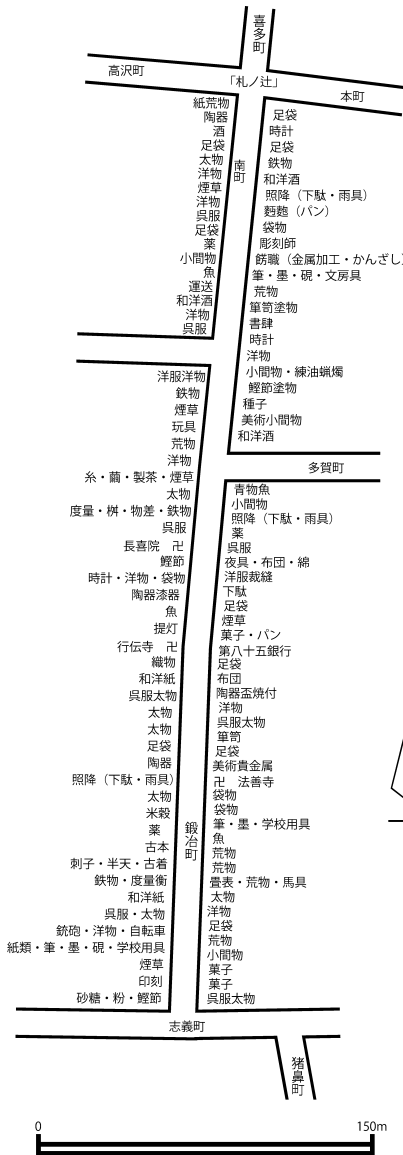 喜多町
高沢町
「札ノ辻」
本町
南町
紙荒物
陶器
酒
足袋
太物
洋物
煙草
洋物
呉服
足袋
薬
小間物
魚
運送
和洋酒
洋物
呉服
足袋
時計
足袋
鉄物
和洋酒
照降（下駄・雨具）
麪麭（パン）
袋物
彫刻師
錺職（金属加工・かんざし）
筆・墨・硯・文房具
荒物
箪笥塗物
書肆
時計
洋物
小間物・練油蝋燭
鰹節塗物
種子
美術小間物
和洋酒
多賀町
洋服洋物
鉄物
煙草
玩具
荒物
洋物
糸・繭・製茶・煙草
太物
度量・桝・物差・鉄物
呉服
長喜院　卍
鰹節
時計・洋物・袋物
陶器漆器
魚
提灯
行伝寺　卍
織物
和洋紙
呉服太物
太物
太物
足袋
陶器
照降（下駄・雨具）
太物
米穀
薬
古本
刺子・半天・古着
鉄物・度量衡
和洋紙
呉服・太物
銃砲・洋物・自転車
紙類・筆・墨・硯・学校用具
煙草
印刻
砂糖・粉・鰹節
鍛冶町
青物魚
小間物
照降（下駄・雨具）
薬
呉服
夜具・布団・綿
洋服裁縫
下駄
足袋
煙草
菓子・パン
第八十五銀行
足袋
布団
陶器盃焼付
洋物
呉服太物
箪笥
足袋
美術貴金属
卍　法善寺
袋物
袋物
筆・墨・学校用具
魚
荒物
荒物
畳表・荒物・馬具
太物
洋物
足袋
荒物
小間物
菓子
菓子
呉服太物
志義町
猪鼻町
0
150m